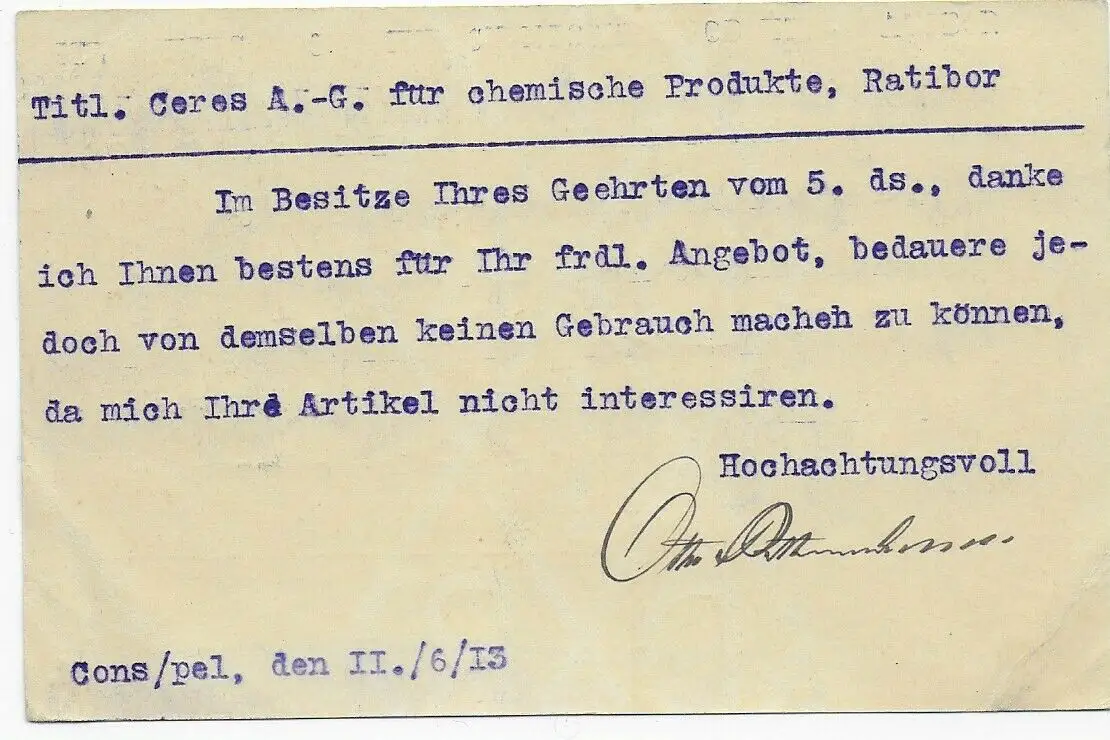 Titl. Ceres A.-G. für chemische Produkte, Ratibor
Im Besitze Ihres Geehrten vom 5. ds., danke
ich Ihnen bestens für Ihr frdl. Angebot, bedauere je-
doch von demselben keinen Gebrauch macheh zu können,
da mich Ihre Artikel nicht interessiren.
Hochachtungsvoll
Otto
Cons/pel, den II./6/I3